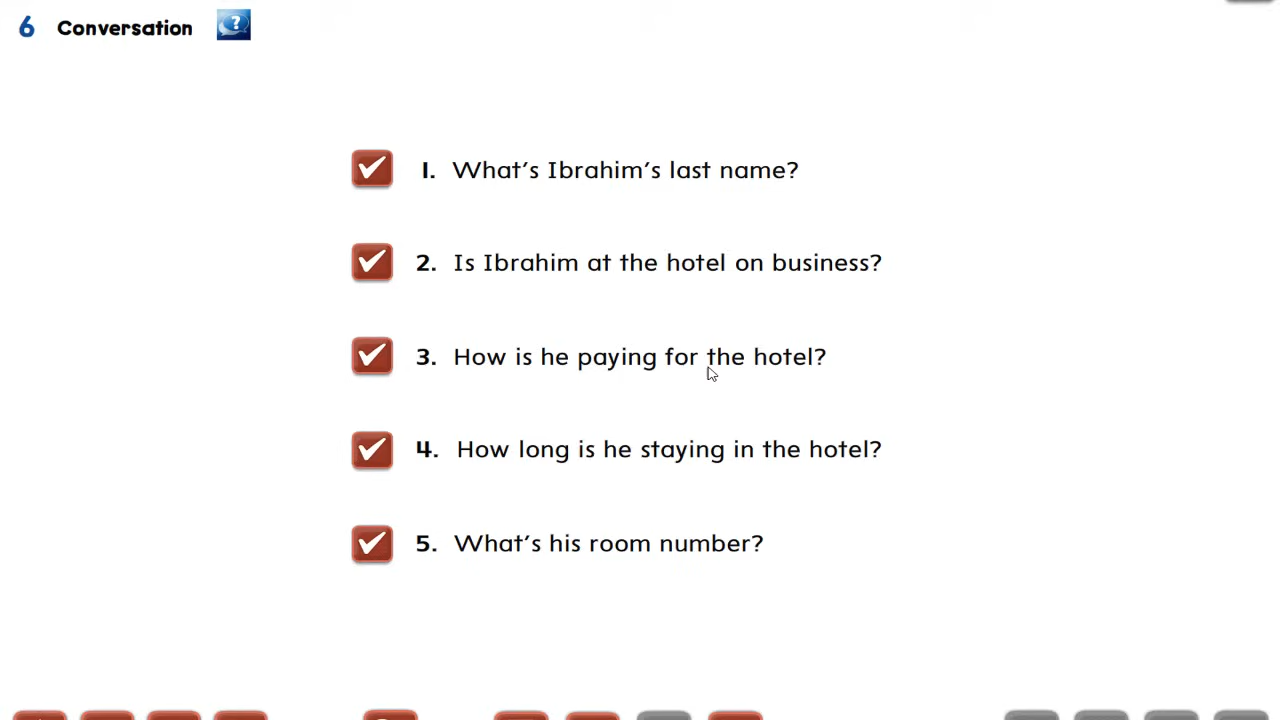 6 Conversation
1. What's Ibrahim's last name?
2. Is Ibrahim at the hotel on business?
3. How is he paying for the hotel?
4. How long is he staying in the hotel?
5. What's his room number?